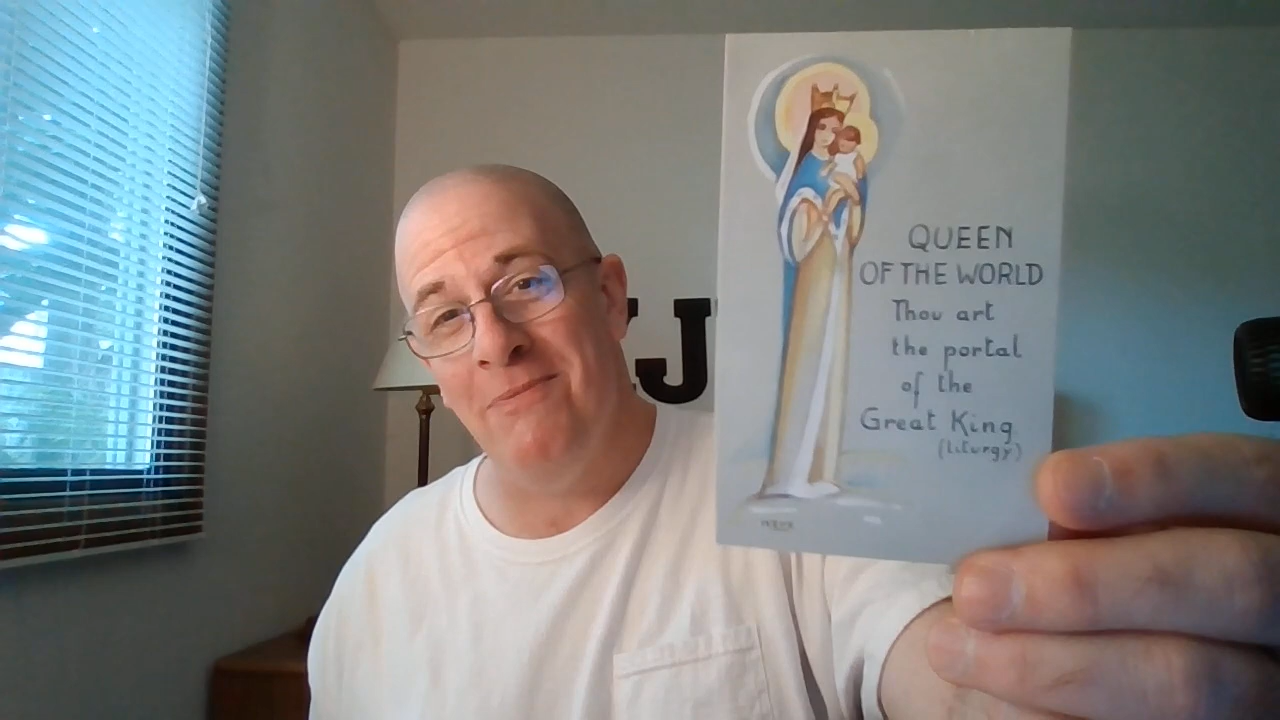 J
QUEEN
OF THE WORLD
Thou art
the portal
of the
Great King
(liturgy)